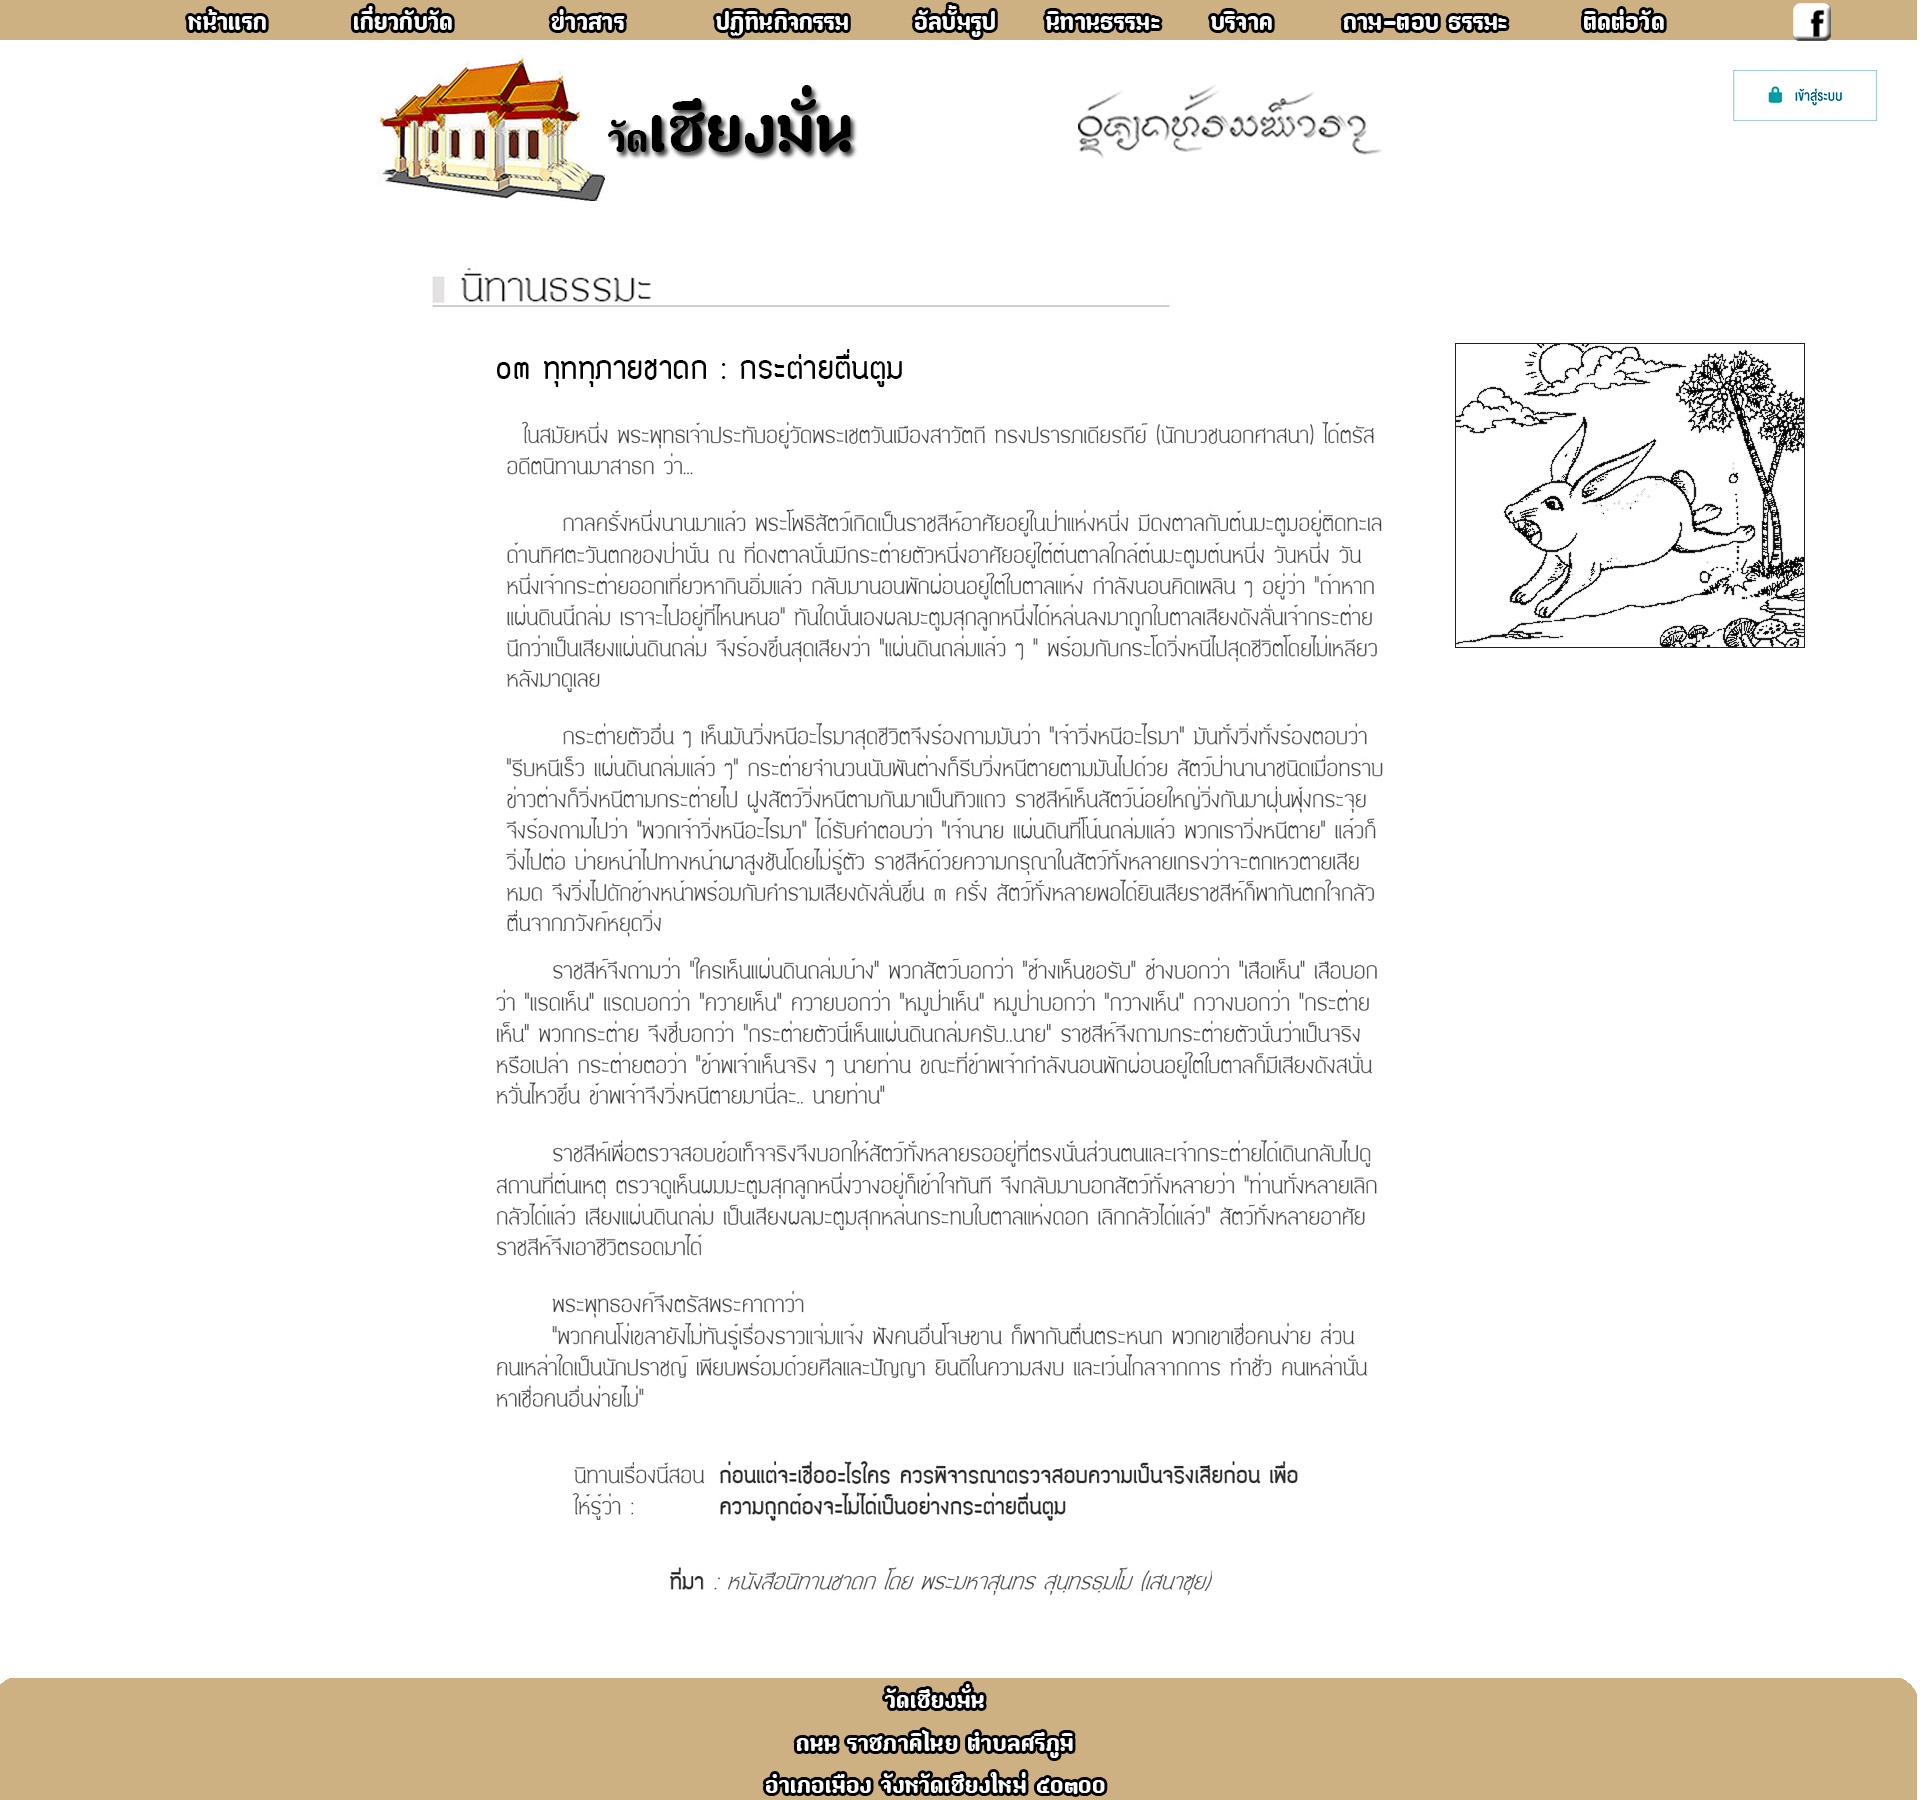 หน้าแรก เกี่ยวกับวัด ข่าวสาร ปฏิทินกิจกรรม อัลบั้มรูป นิทานธรรมะ บริจาค ถาม-ตอบ ธรรมะ ติดต่อวัด f
วัดเชียงมั่น
เข้าสู่ระบบ
นิทานธรรมะ
๐๓ ทุททุภายชาดก : กระต่ายตื่นตูม
ในสมัยหนึ่ง พระพุทธเจ้าประทับอยู่วัดพระเชตวันเมืองสาวัตถี ทรงปรารภเดียรถีย์ (นักบวชนอกศาสนา) ได้ตรัส
อดีตนิทานมาสาธก ว่า...
กาลครั้งหนึ่งนานมาแล้ว พระโพธิสัตว์เกิดเป็นราชสีห์อาศัยอยู่ในป่าแห่งหนึ่ง มีดงตาลกับต้นมะตูมอยู่ติดทะเล
ด้านทิศตะวันตกของป่านั้น ณ ที่ดงตาลนั้นมีกระต่ายตัวหนึ่งอาศัยอยู่ใต้ต้นตาลใกล้ต้นมะตูมต้นหนึ่ง วันหนึ่ง วัน
หนึ่งเจ้ากระต่ายออกเที่ยวหากินอิ่มแล้ว กลับมานอนพักผ่อนอยู่ใต้ใบตาลแห้ง กำลังนอนคิดเพลิน ๆ อยู่ว่า "ถ้าหาก
แผ่นดินนี้ถล่ม เราจะไปอยู่ที่ไหนหนอ" ทันใดนั้นเองผลมะตูมสุกลูกหนึ่งได้หล่นลงมาถูกใบตาลเสียงดังลั่นเจ้ากระต่าย
นึกว่าเป็นเสียงแผ่นดินถล่ม จึงร้องขึ้นสุดเสียงว่า "แผ่นดินถล่มแล้ว ๆ " พร้อมกับกระโดวิ่งหนีไปสุดชีวิตโดยไม่เหลียว
หลังมาดูเลย
กระต่ายตัวอื่น ๆ เห็นมันวิ่งหนีอะไรมาสุดชีวิตจึงร้องถามมันว่า "เจ้าวิ่งหนีอะไรมา" มันทั้งวิ่งทั้งร้องตอบว่า
"รีบหนีเร็ว แผ่นดินถล่มแล้ว ๆ" กระต่ายจำนวนนับพันต่างก็รีบวิ่งหนีตายตามมันไปด้วย สัตว์ป่านานาชนิดเมื่อทราบ
ข่าวต่างก็วิ่งหนีตามกระต่ายไป ฝูงสัตว์วิ่งหนีตามกันมาเป็นทิวแถว ราชสีห์เห็นสัตว์น้อยใหญ่วิ่งกันมาฝุ่นฟุ้งกระจุย
จึงร้องถามไปว่า "พวกเจ้าวิ่งหนีอะไรมา" ได้รับคำตอบว่า "เจ้านาย แผ่นดินที่โน้นถล่มแล้ว พวกเราวิ่งหนีตาย" แล้วก็
วิ่งไปต่อ บ่ายหน้าไปทางหน้าผาสูงชันโดยไม่รู้ตัว ราชสีห์ด้วยความกรุณาในสัตว์ทั้งหลายเกรงว่าจะตกเหวตายเสีย
หมด จึงวิ่งไปดักข้างหน้าพร้อมกับคำรามเสียงดังลั่นขึ้น ๓ ครั้ง สัตว์ทั้งหลายพอได้ยินเสียราชสีห์ก็พากันตกใจกลัว
ตื่นจากภวังค์หยุดวิ่ง
ราชสีห์จึงถามว่า "ใครเห็นแผ่นดินถล่มบ้าง" พวกสัตว์บอกว่า "ช้างเห็นขอรับ" ช้างบอกว่า "เสือเห็น" เสือบอก
ว่า "แรดเห็น" แรดบอกว่า "ควายเห็น" ควายบอกว่า "หมูป่าเห็น" หมูป่าบอกว่า "กวางเห็น" กวางบอกว่า "กระต่าย
เห็น" พวกกระต่าย จึงชี้บอกว่า "กระต่ายตัวนี้เห็นแผ่นดินถล่มครับ..นาย" ราชสีห์จึงถามกระต่ายตัวนั้นว่าเป็นจริง
หรือเปล่า กระต่ายตอว่า "ข้าพเจ้าเห็นจริง ๆ นายท่าน ขณะที่ข้าพเจ้ากำลังนอนพักผ่อนอยู่ใต้ใบตาลก็มีเสียงดังสนั่น
หวั่นไหวขึ้น ข้าพเจ้าจึงวิ่งหนีตายมานี่ละ.. นายท่าน"
ราชสีห์เพื่อตรวจสอบข้อเท็จจริงจึงบอกให้สัตว์ทั้งหลายรออยู่ที่ตรงนั้นส่วนตนและเจ้ากระต่ายได้เดินกลับไปดู
สถานที่ต้นเหตุ ตรวจดูเห็นผมมะตูมสุกลูกหนึ่งวางอยู่ก็เข้าใจทันที จึงกลับมาบอกสัตว์ทั้งหลายว่า "ท่านทั้งหลายเลิก
กลัวได้แล้ว เสียงแผ่นดินถล่ม เป็นเสียงผลมะตูมสุกหล่นกระทบใบตาลแห่งดอก เลิกกลัวได้แล้ว" สัตว์ทั้งหลายอาศัย
ราชสีห์จึงเอาชีวิตรอดมาได้
พระพุทธองค์จึงตรัสพระคาถาว่า
"พวกคนโง่เขลายังไม่ทันรู้เรื่องราวแจ่มแจ้ง ฟังคนอื่นโจษขาน ก็พากันตื่นตระหนก พวกเขาเชื่อคนง่าย ส่วน
คนเหล่าใดเป็นนักปราชญ์ เพียบพร้อมด้วยศีลและปัญญา ยินดีในความสงบ และเว้นไกลจากการ ทำชั่ว คนเหล่านั้น
หาเชื่อคนอื่นง่ายไม่"
นิทานเรื่องนี้สอน ก่อนแต่จะเชื่ออะไรใคร ควรพิจารณาตรวจสอบความเป็นจริงเสียก่อน เพื่อ
ให้รู้ว่า : ความถูกต้องจะไม่ได้เป็นอย่างกระต่ายตื่นตูม
ที่มา : หนังสือนิทานชาดก โดย พระมหาสุนทร สุนฺทรธมฺโม (เสนาซุย)
วัดเชียงมั่น
ถนน ราชภาคิไนย ตำบลศรีภูมิ
อำเภอเมือง จังหวัดเชียงใหม่ ๕๐๓๐๐